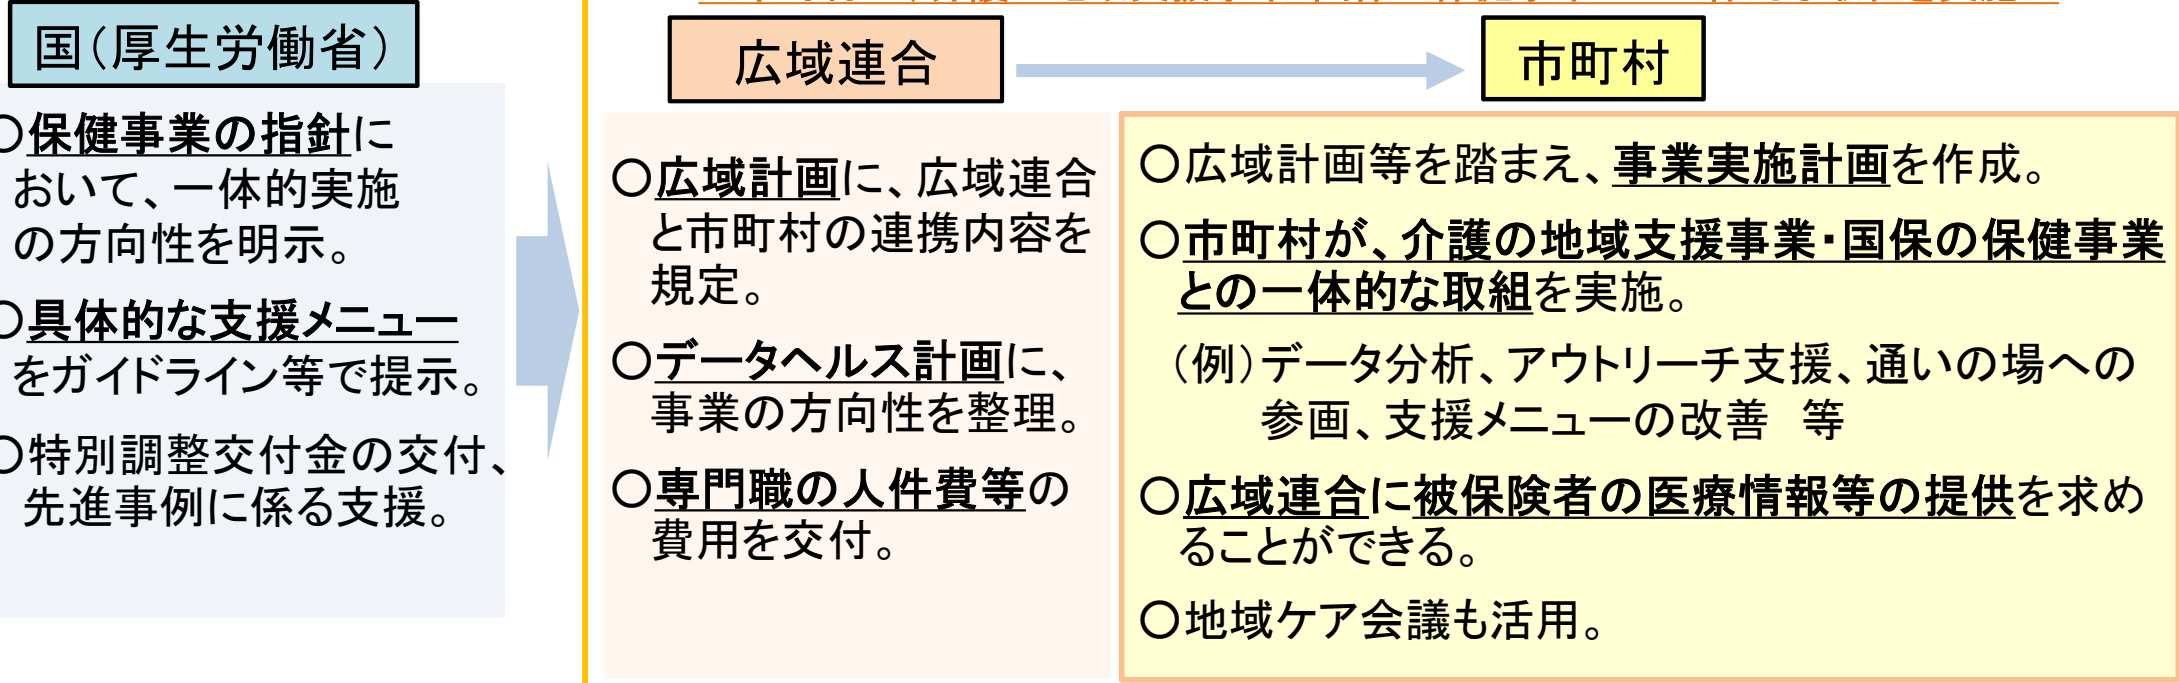 国（厚生労働省）
○保健事業の指針に
おいて、一体的実施
の方向性を明示。
○具体的な支援メニュー
をガイドライン等で提示。
○特別調整交付金の交付、
先進事例に係る支援。
広域連合
○広域計画に、広域連合
と市町村の連携内容を
規定。
○データヘルス計画に、
事業の方向性を整理。
○専門職の人件費等の
費用を交付。
市町村
○広域計画等を踏まえ、事業実施計画を作成。
○市町村が、介護の地域支援事業・国保の保健事業
との一体的な取組を実施。
（例）データ分析、アウトリーチ支援、通いの場への
参画、支援メニューの改善　等
○広域連合に被保険者の医療情報等の提供を求め
ることができる。
○地域ケア会議も活用。